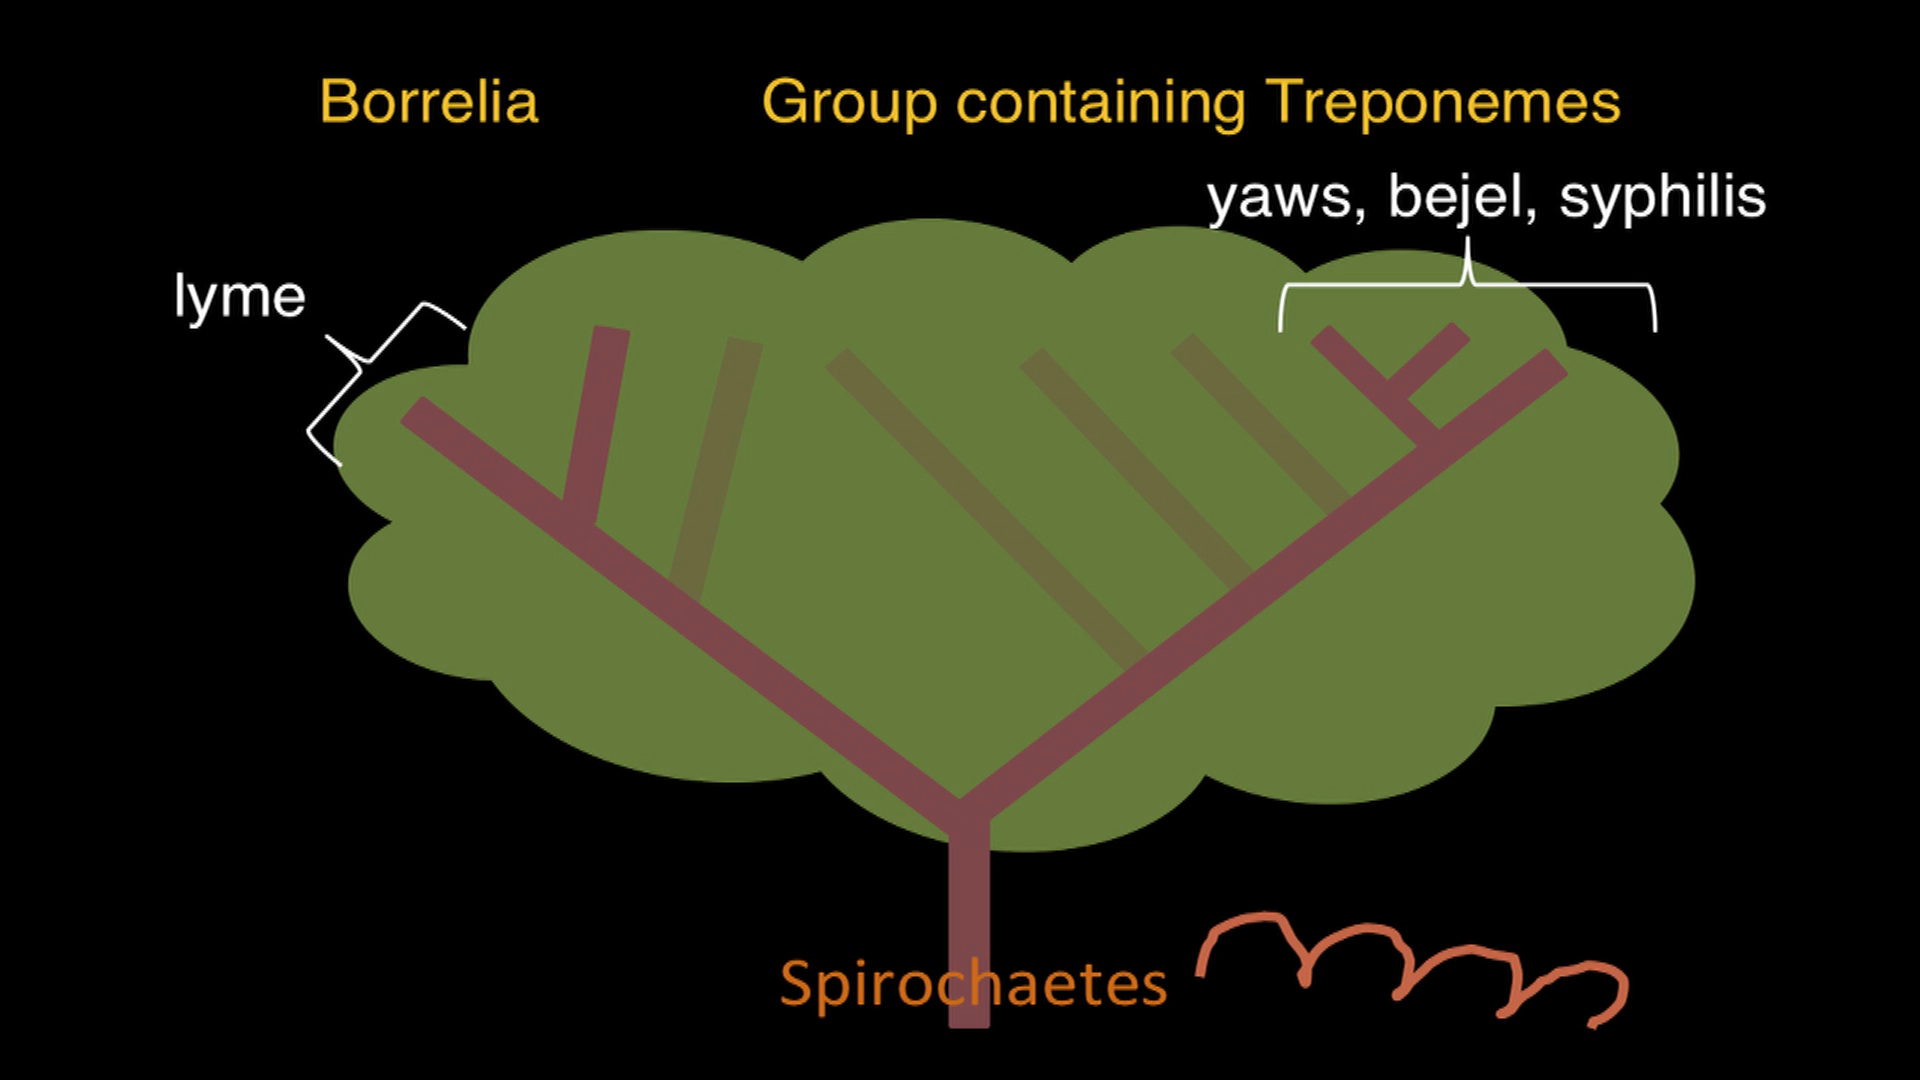 Borrelia
Group containing Treponemes
yaws, bejel, syphilis
lyme
Spirochaetes